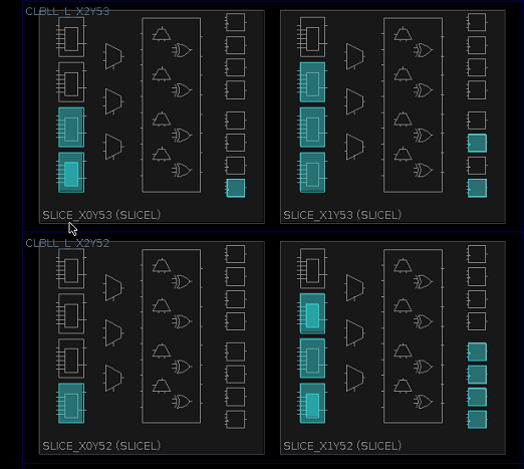 CLBLL_L_X2Y53
SLICE_X0Y53 (SLICEL)
SLICE_X1Y53 (SLICEL)
CLBLL_L_X2Y52
SLICE_X0Y52 (SLICEL)
SLICE_X1Y52 (SLICEL)